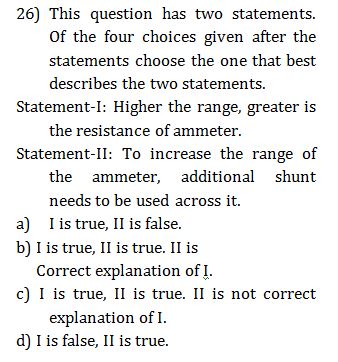 26) This question has two statements.
Of the four choices given after the
statements choose the one that best
describes the two statements.
Statement-I: Higher the range, greater is
the resistance of ammeter.
Statement-II: To increase the range of
the ammeter, additional shunt
needs to be used across it.
a) I is true, II is false.
b) I is true, II is true. II is
Correct explanation of I.
c) I is true, II is true. II is not correct
explanation of I.
d) I is false, II is true.